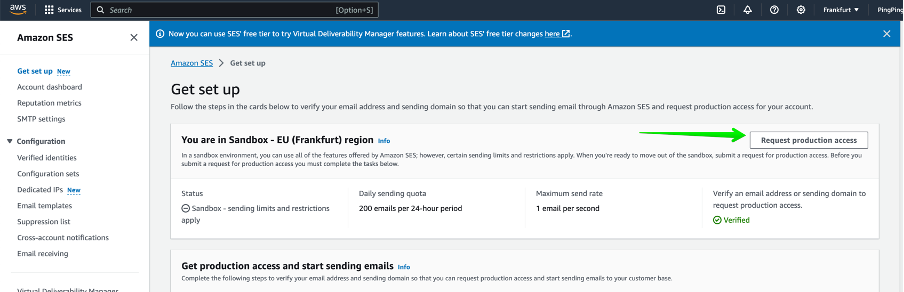 aws
Services
Search
[Option+S]
Frankfurt
PingPing
Amazon SES
Now you can use SES' free tier to try Virtual Deliverability Manager features. Learn about SES' free tier changes here
Get set up New
Account dashboard
Reputation metrics
SMTP settings
Configuration
Verified identities
Configuration sets
Dedicated IPs New
Email templates
Suppression list
Cross-account notifications
Email receiving
Virtual Deliverability Manager
Amazon SES > Get set up
Get set up
Follow the steps in the cards below to verify your email address and sending domain so that you can start sending email through Amazon SES and request production access for your account.
You are in Sandbox - EU (Frankfurt) region Info
Request production access
In a sandbox environment, you can use all of the features offered by Amazon SES; however, certain sending limits and restrictions apply. When you're ready to move out of the sandbox, submit a request for production access. Before you
submit a request for production access you must complete the tasks below.
Status
Sandbox - sending limits and restrictions
apply
Daily sending quota
200 emails per 24-hour period
Maximum send rate
1 email per second
Verify an email address or sending domain to
request production access.
Verified
Get production access and start sending emails Info
Complete the following steps to verify your email address and sending domain so that you can request production access and start sending emails to your customer base.